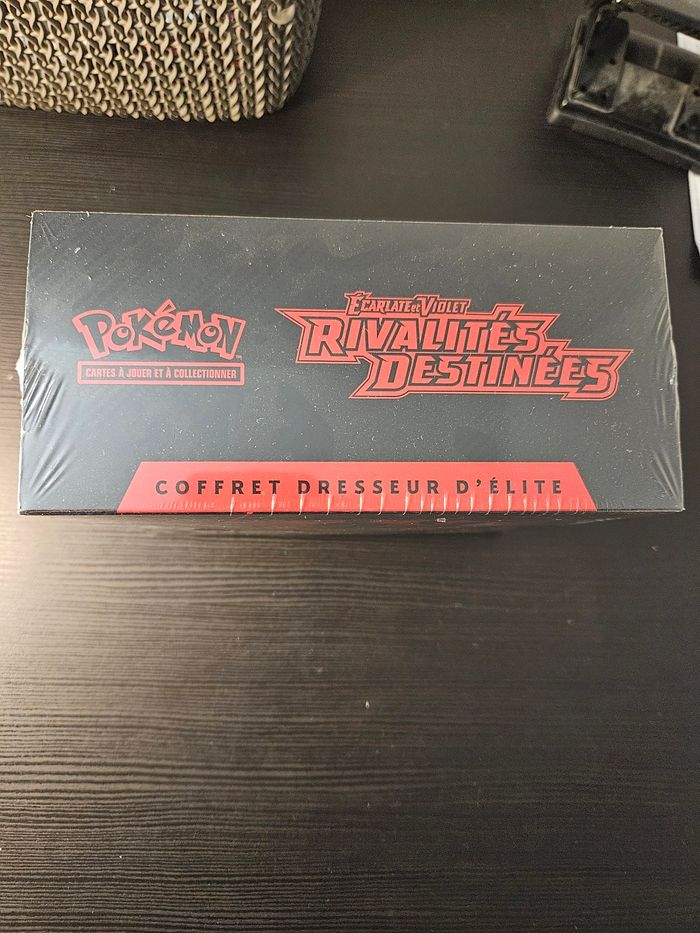 POKéMON
CARTES À JOUER ET À COLLECTIONNER
ÉCARLATE et VIOLET
RIVALITÉS
DESTINÉES
COFFRET DRESSEUR D'ÉLITE